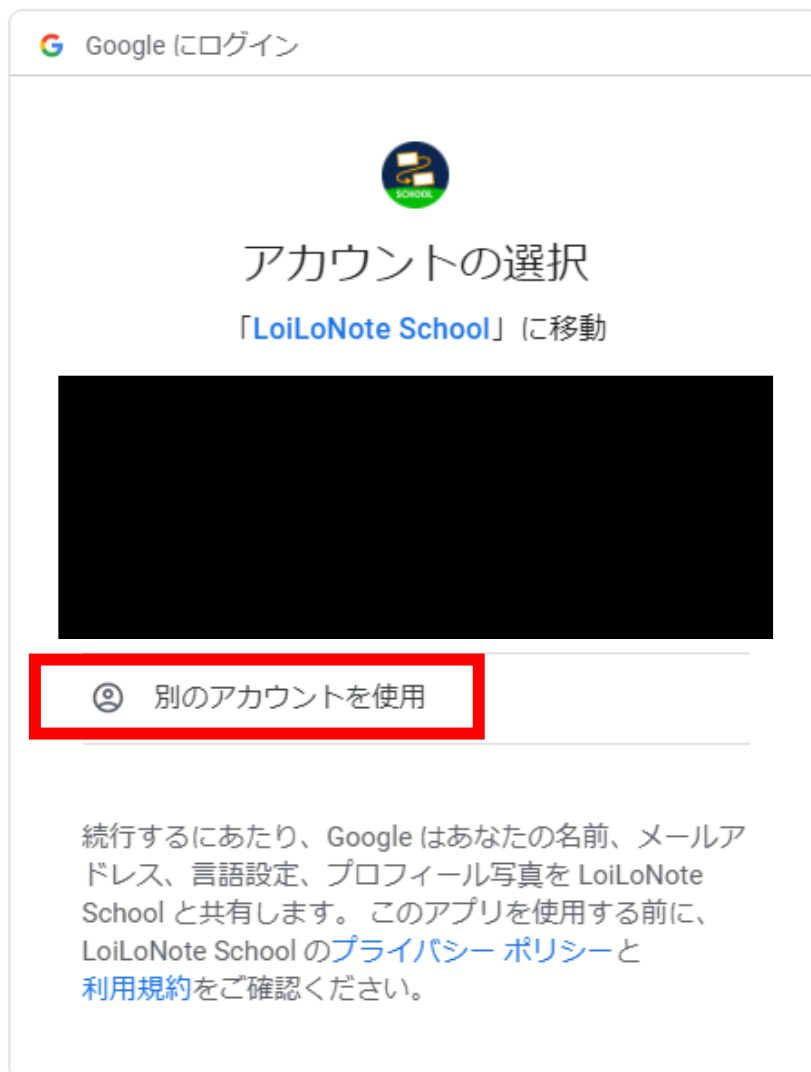 Google にログイン
SCHOOL
アカウントの選択
「LoiLoNote School」に移動
別のアカウントを使用
続行するにあたり、Google はあなたの名前、メールア
ドレス、言語設定、プロフィール写真を LoiLoNote
School と共有します。 このアプリを使用する前に、
LoiLoNote School のプライバシー ポリシーと
利用規約をご確認ください。